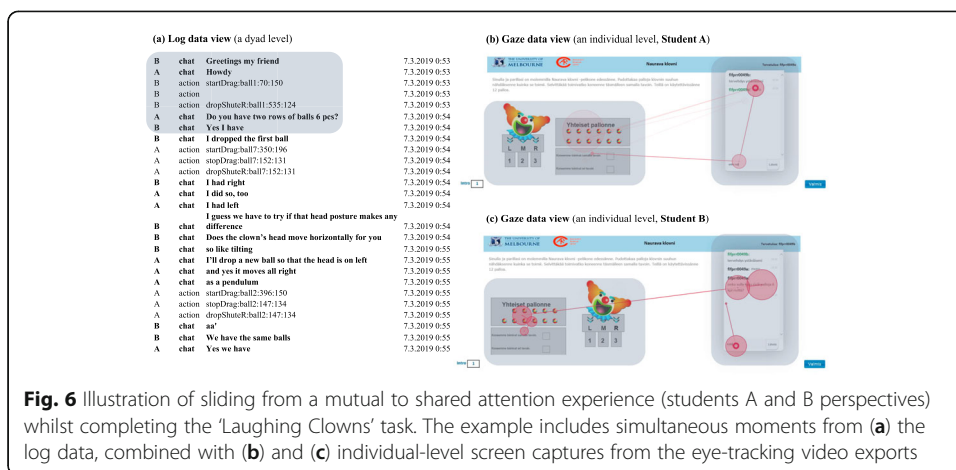 (a) Log data view (a dyad level)
B chat Greetings my friend 7.3.2019 0:53
A chat Howdy 7.3.2019 0:53
B action startDrag:ball1:70:150 7.3.2019 0:53
B action 7.3.2019 0:53
B action dropShuteR:ball1:535:124 7.3.2019 0:53
A chat Do you have two rows of balls 6 pcs? 7.3.2019 0:54
B chat Yes I have 7.3.2019 0:54
B chat I dropped the first ball 7.3.2019 0:54
A action startDrag:ball7:350:196 7.3.2019 0:54
A action stopDrag:ball7:152:131 7.3.2019 0:54
A action dropShuteR:ball7:152:131 7.3.2019 0:54
B chat I had right 7.3.2019 0:54
A chat I did so, too 7.3.2019 0:54
A chat I had left 7.3.2019 0:54
I guess we have to try if that head posture makes any
B chat difference 7.3.2019 0:54
B chat Does the clown's head move horizontally for you 7.3.2019 0:54
B chat so like tilting 7.3.2019 0:55
A chat I'll drop a new ball so that the head is on left 7.3.2019 0:55
A chat and yes it moves all right 7.3.2019 0:55
A chat as a pendulum 7.3.2019 0:55
A action startDrag:ball2:396:150 7.3.2019 0:55
A action stopDrag:ball2:147:134 7.3.2019 0:55
A action dropShuteR:ball2:147:134 7.3.2019 0:55
B chat aa'
7.3.2019 0:55
B chat We have the same balls 7.3.2019 0:55
A chat Yes we have 7.3.2019 0:55
(b) Gaze data view (an individual level, Student A)
THE UNIVERSITY OF
MELBOURNE
Naurava klovni
Yhteiset pallonne
L M R
1 2 3
(c) Gaze data view (an individual level, Student B)
THE UNIVERSITY OF
MELBOURNE
Naurava klovni
Yhteiset pallonne
L M R
1 2 3
Fig. 6 Illustration of sliding from a mutual to shared attention experience (students A and B perspectives)
whilst completing the 'Laughing Clowns' task. The example includes simultaneous moments from (a) the
log data, combined with (b) and (c) individual-level screen captures from the eye-tracking video exports